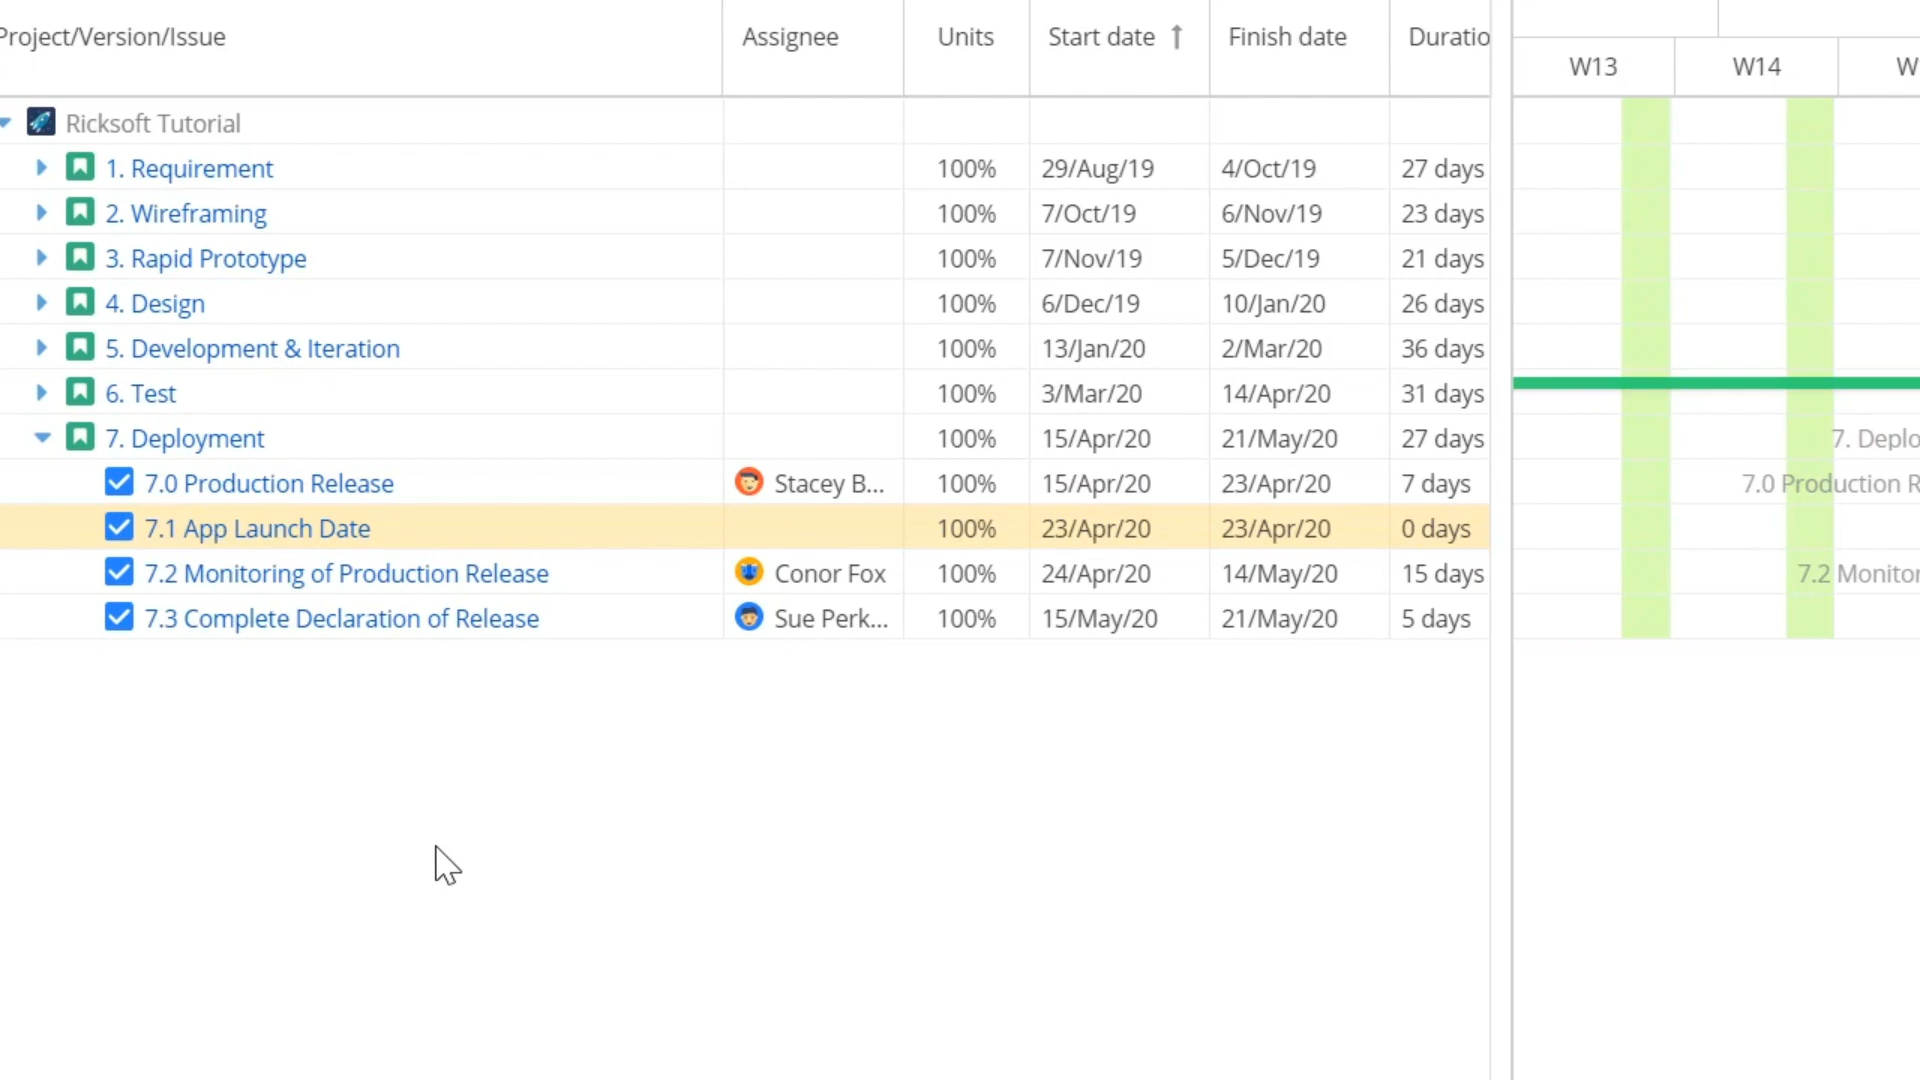 Project/Version/Issue Assignee Units Start date ↑ Finish date Duratio
W13 W14 W
Ricksoft Tutorial
1. Requirement 100% 29/Aug/19 4/Oct/19 27 days
2. Wireframing 100% 7/Oct/19 6/Nov/19 23 days
3. Rapid Prototype 100% 7/Nov/19 5/Dec/19 21 days
4. Design 100% 6/Dec/19 10/Jan/20 26 days
5. Development & Iteration 100% 13/Jan/20 2/Mar/20 36 days
6. Test 100% 3/Mar/20 14/Apr/20 31 days
7. Deployment 100% 15/Apr/20 21/May/20 27 days 7. Deplo
7.0 Production Release Stacey B... 100% 15/Apr/20 23/Apr/20 7 days 7.0 Production R
7.1 App Launch Date 100% 23/Apr/20 23/Apr/20 0 days
7.2 Monitoring of Production Release Conor Fox 100% 24/Apr/20 14/May/20 15 days 7.2 Monitor
7.3 Complete Declaration of Release Sue Perk... 100% 15/May/20 21/May/20 5 days